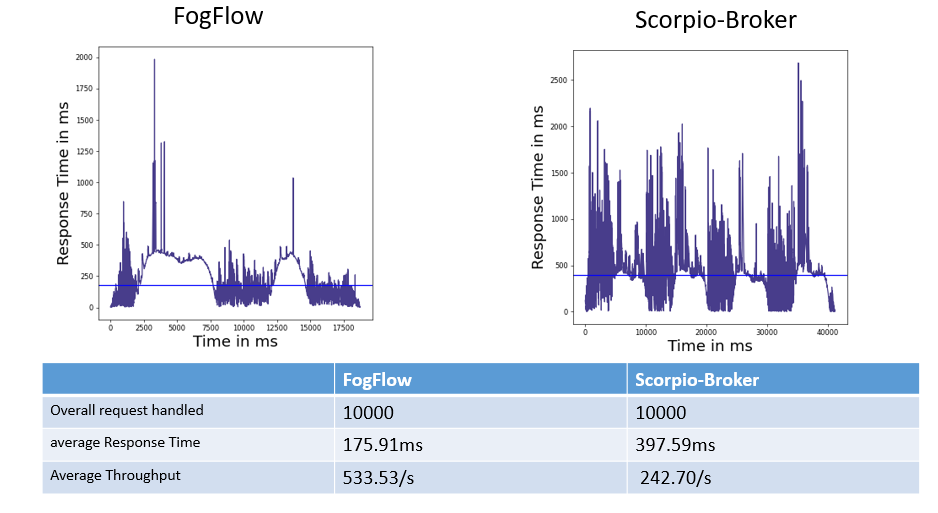 FogFlow
Scorpio-Broker
Response Time in ms
2000
1750
1500
1250
1000
750
500
250
0
0 2500 5000 7500 10000 12500 15000 17500
Time in ms
Response Time in ms
2500
2000
1500
1000
500
0
0 10000 20000 30000 40000
Time in ms
FogFlow Scorpio-Broker
Overall request handled 10000 10000
average Response Time 175.91ms 397.59ms
Average Throughput 533.53/s 242.70/s